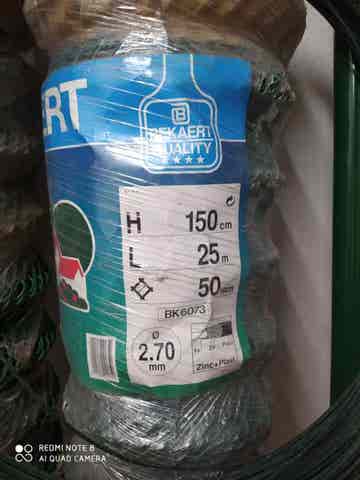 ERT
B
BEKAERT
QUALITY
★★★★
H 150 cm
L 25 m
50 mm
BK6073
Ø
2.70
mm
Zinc+Plast
REDMI NOTE 8
AI QUAD CAMERA